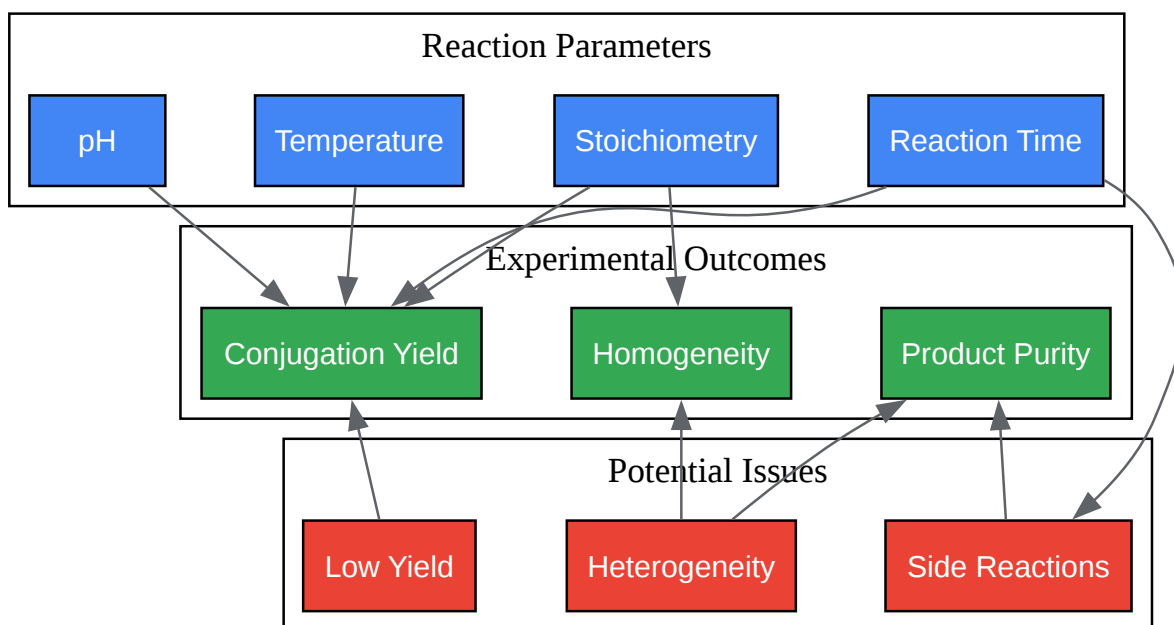 Reaction Parameters
pH
Temperature
Stoichiometry
Reaction Time
Experimental Outcomes
Conjugation Yield
Homogeneity
Product Purity
Potential Issues
Low Yield
Heterogeneity
Side Reactions